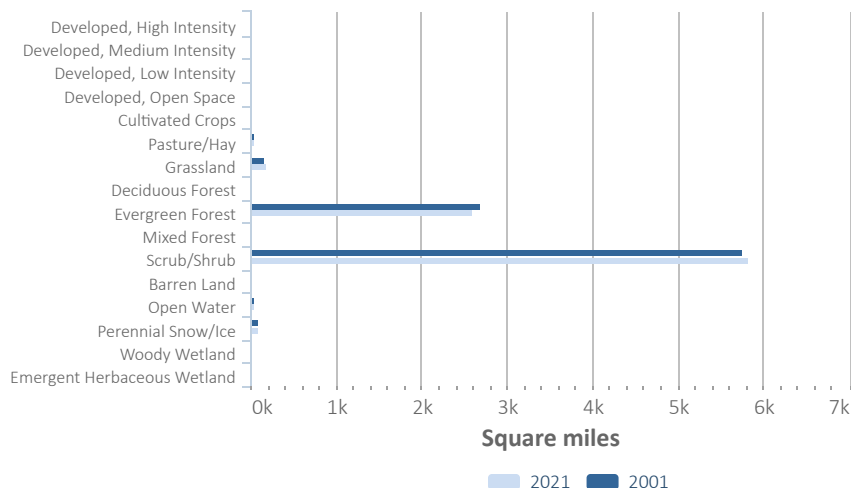 Developed, High Intensity
Developed, Medium Intensity
Developed, Low Intensity
Developed, Open Space
Cultivated Crops
Pasture/Hay
Grassland
Deciduous Forest
Evergreen Forest
Mixed Forest
Scrub/Shrub
Barren Land
Open Water
Perennial Snow/Ice
Woody Wetland
Emergent Herbaceous Wetland
0k 1k 2k 3k 4k 5k 6k 7k
Square miles
2021 2001